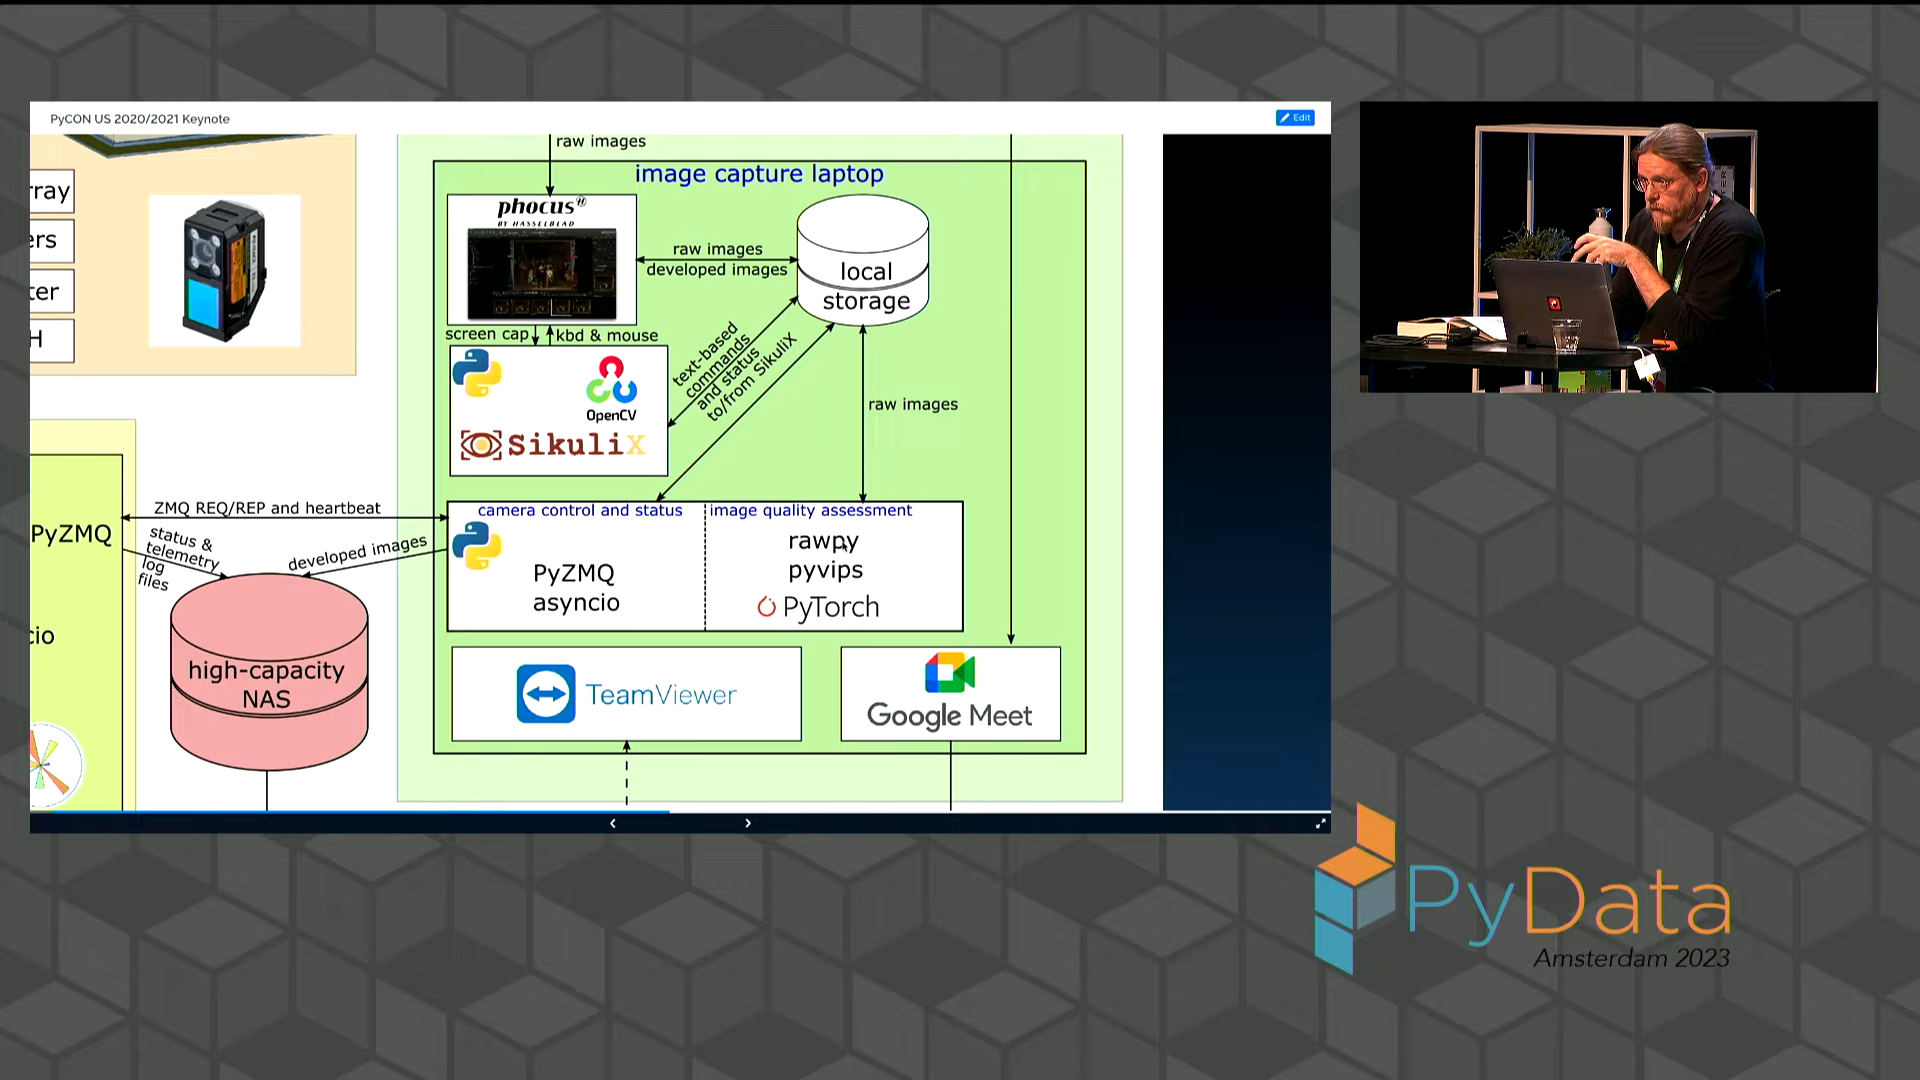 PyCON US 2020/2021 Keynote
Edit
raw images
image capture laptop
rray
ers
ter
H
phocus
BY HASSELBLAD
raw images
developed images
local
storage
screen cap
kbd & mouse
text-based
commands
and status
to/from SikuliX
OpenCV
SikuliX
raw images
ZMQ REQ/REP and heartbeat
camera control and status
image quality assessment
PyZMQ
status &
telemetry
log
files
developed images
rawpy
pyvips
PyTorch
PyZMQ
asyncio
cio
high-capacity
NAS
TeamViewer
Google Meet
PyData
Amsterdam 2023